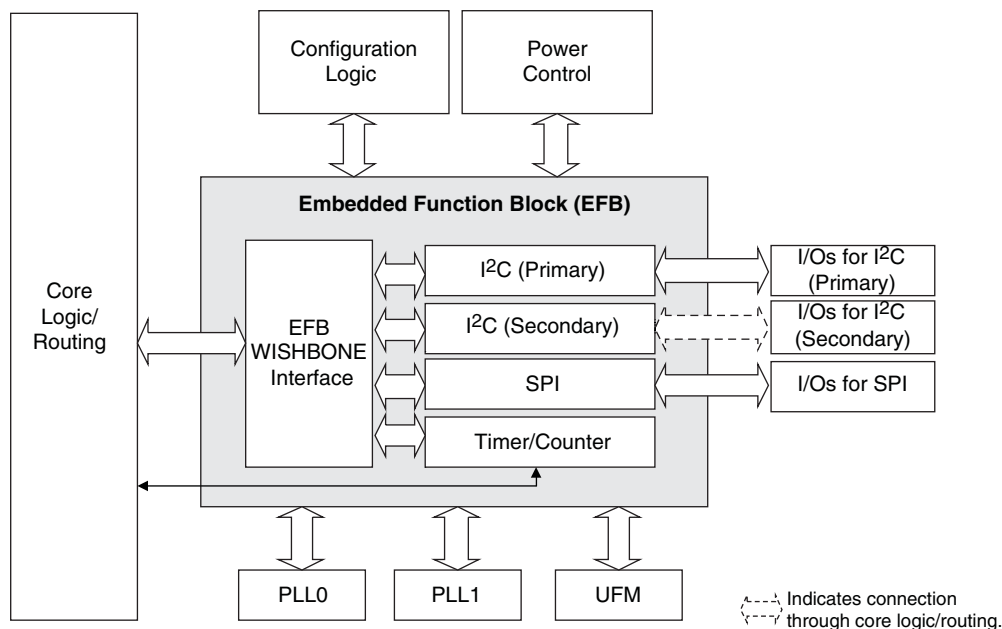 Configuration
Logic
Power
Control
Embedded Function Block (EFB)
Core
Logic/
Routing
EFB
WISHBONE
Interface
I²C (Primary)
I²C (Secondary)
SPI
Timer/Counter
I/Os for I²C
(Primary)
I/Os for I²C
(Secondary)
I/Os for SPI
PLL0
PLL1
UFM
Indicates connection
through core logic/routing.